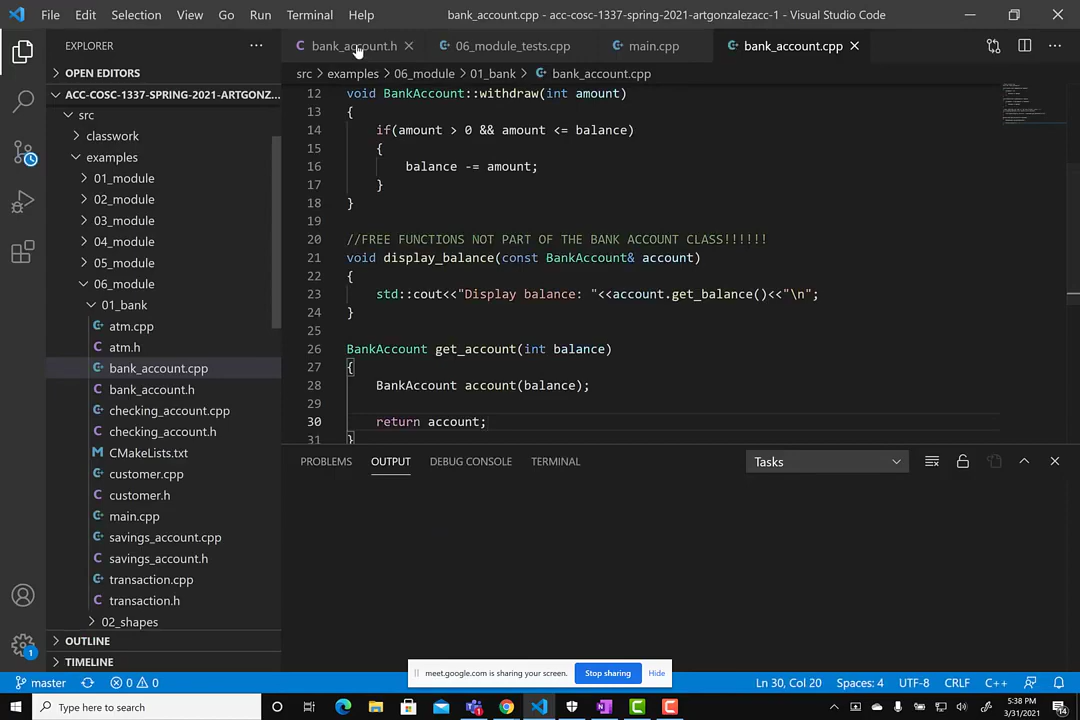 File Edit Selection View Go Run Terminal Help
bank_account.cpp - acc-cosc-1337-spring-2021-artgonzalezacc-1 - Visual Studio Code
EXPLORER
OPEN EDITORS
ACC-COSC-1337-SPRING-2021-ARTGONZ...
src
classwork
examples
01_module
02_module
03_module
04_module
05_module
06_module
01_bank
atm.cpp
atm.h
bank_account.cpp
bank_account.h
checking_account.cpp
checking_account.h
CMakeLists.txt
customer.cpp
customer.h
main.cpp
savings_account.cpp
savings_account.h
transaction.cpp
transaction.h
02_shapes
OUTLINE
TIMELINE
bank_account.h 06_module_tests.cpp main.cpp bank_account.cpp
src > examples > 06_module > 01_bank > bank_account.cpp
12 void BankAccount::withdraw(int amount)
13 {
14 if(amount > 0 && amount <= balance)
15 {
16 balance -= amount;
17 }
18 }
19
20 //FREE FUNCTIONS NOT PART OF THE BANK ACCOUNT CLASS!!!!!!
21 void display_balance(const BankAccount& account)
22 {
23 std::cout<<"Display balance: "<<account.get_balance()<<"\n";
24 }
25
26 BankAccount get_account(int balance)
27 {
28 BankAccount account(balance);
29
30 return account;
31 }
PROBLEMS OUTPUT DEBUG CONSOLE TERMINAL Tasks
meet.google.com is sharing your screen. Stop sharing Hide
1
master 0 0 Ln 30, Col 20 Spaces: 4 UTF-8 CRLF C++
Type here to search
5:38 PM
3/31/2021
14